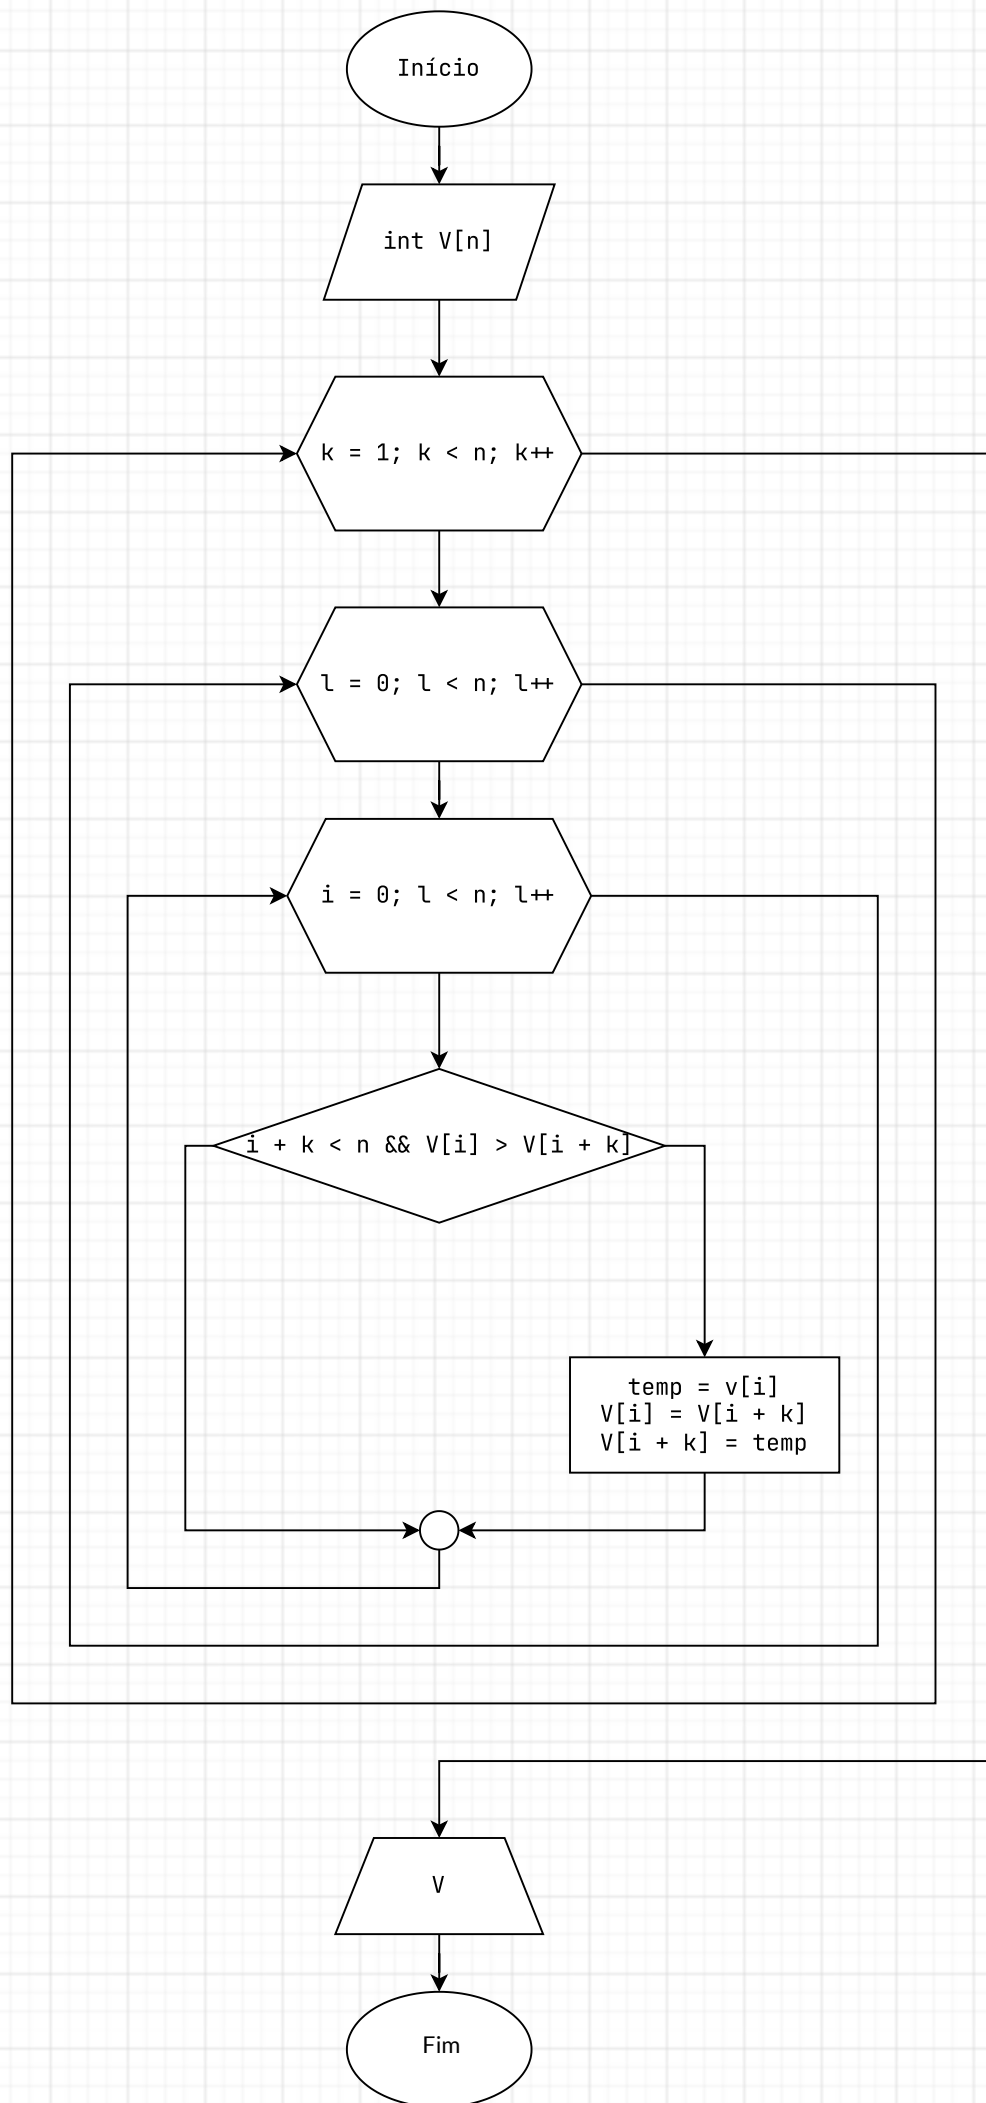 Início
int V[n]
k = 1; k < n; k++
l = 0; l < n; l++
i = 0; l < n; l++
i + k < n && V[i] > V[i + k]
temp = v[i]
V[i] = V[i + k]
V[i + k] = temp
V
Fim